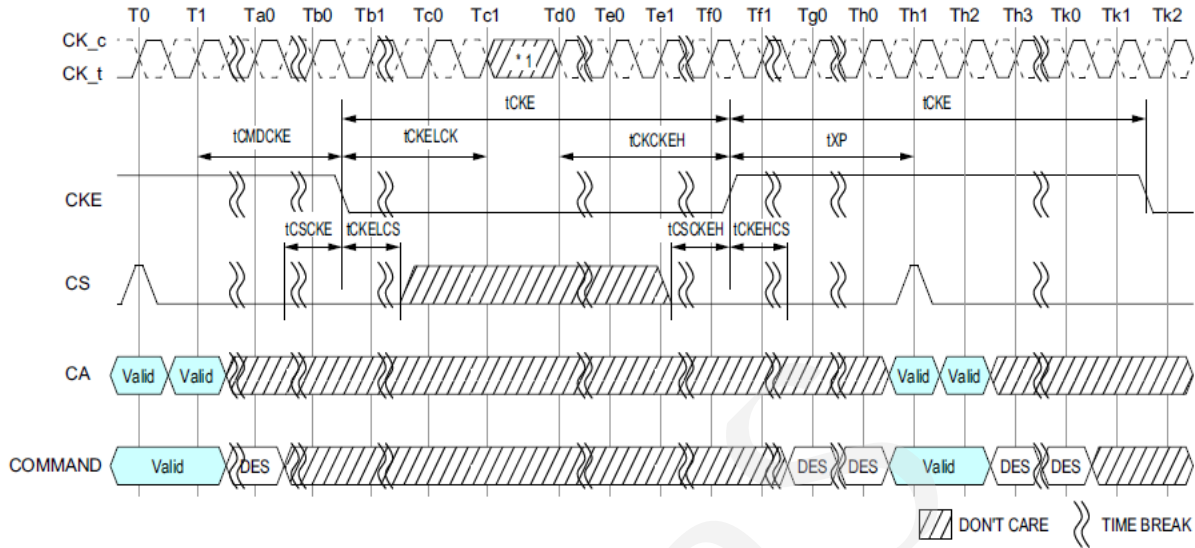 T0 T1 Ta0 Tb0 Tb1 Tc0 Tc1 Td0 Te0 Te1 Tf0 Tf1 Tg0 Th0 Th1 Th2 Th3 Tk0 Tk1 Tk2
CK_c
CK_t
* 1
tCKE tCKE
tCMDCKE tCKELCK tCKCKEH tXP
CKE
tCSCKE tCKELCS tCSCKEH tCKEHCS
CS
CA Valid Valid Valid Valid
COMMAND Valid DES DES DES Valid DES DES
DON'T CARE TIME BREAK